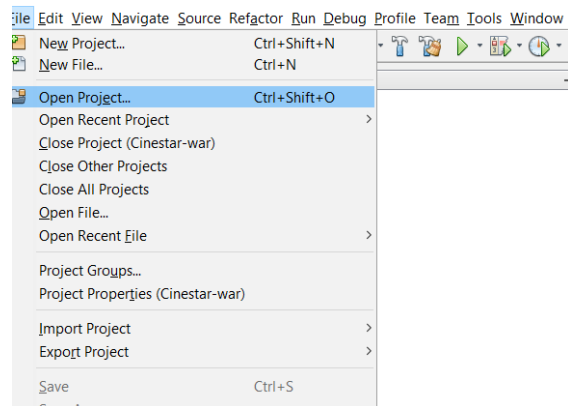 File Edit View Navigate Source Refactor Run Debug Profile Team Tools Window
New Project... Ctrl+Shift+N
New File... Ctrl+N
Open Project... Ctrl+Shift+O
Open Recent Project
Close Project (Cinestar-war)
Close Other Projects
Close All Projects
Open File...
Open Recent File
Project Groups...
Project Properties (Cinestar-war)
Import Project
Export Project
Save Ctrl+S